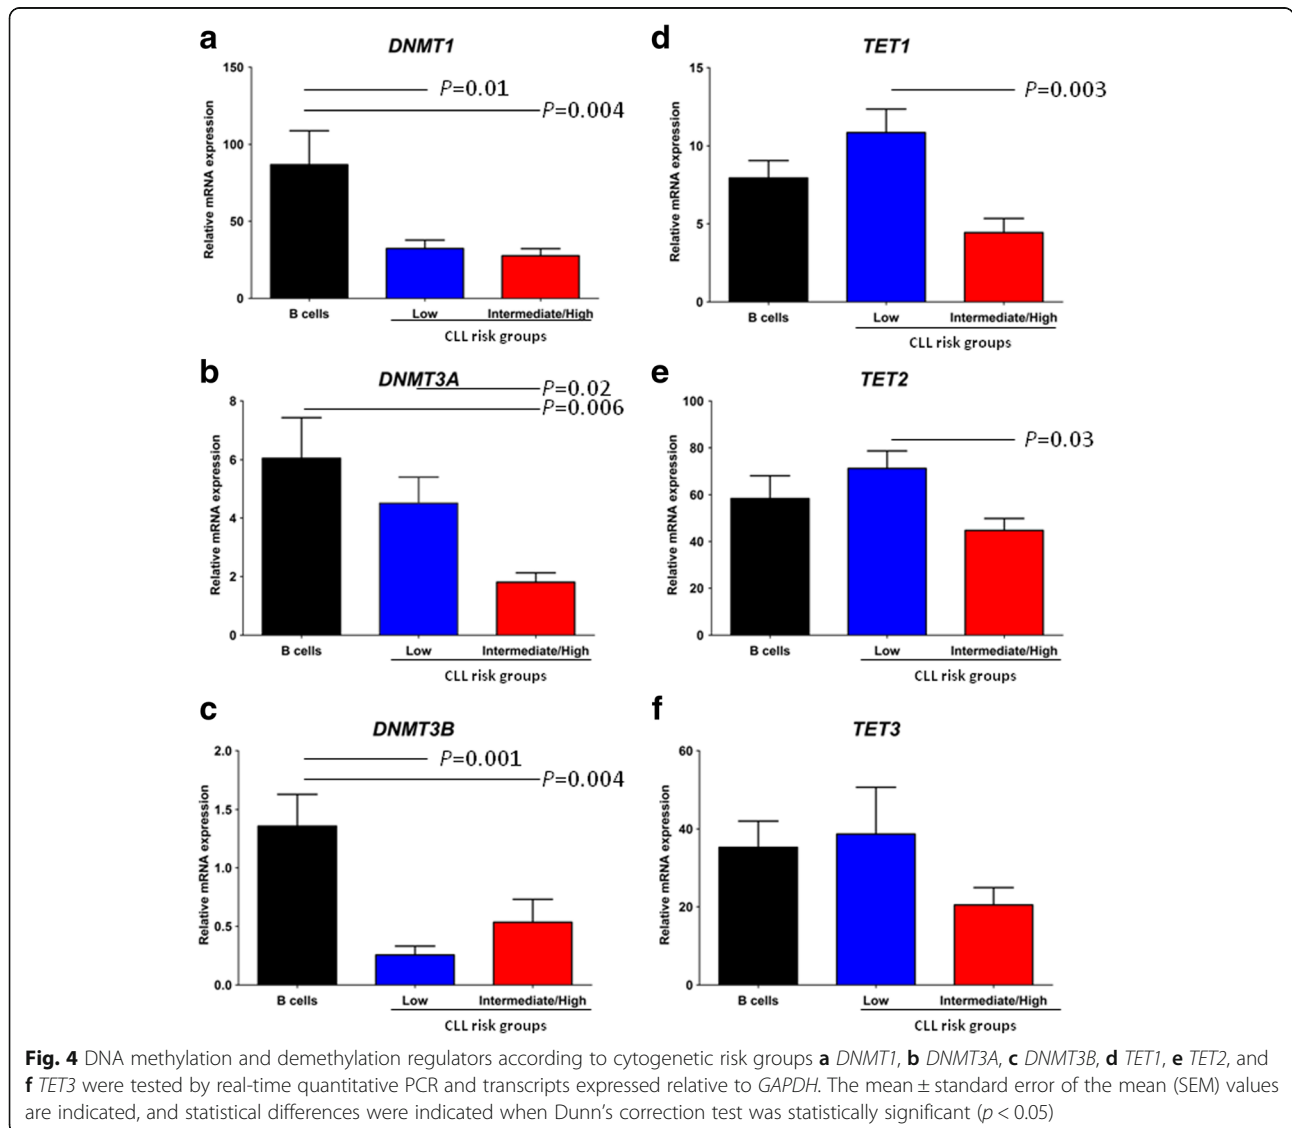 a
DNMT1
150
100
50
0
Relative mRNA expression
P=0.01
P=0.004
B cells
Low
Intermediate/High
CLL risk groups
b
DNMT3A
8
6
4
2
0
Relative mRNA expression
P=0.02
P=0.006
B cells
Low
Intermediate/High
CLL risk groups
c
DNMT3B
2.0
1.5
1.0
0.5
0.0
Relative mRNA expression
P=0.001
P=0.004
B cells
Low
Intermediate/High
CLL risk groups
d
TET1
15
10
5
0
Relative mRNA expression
P=0.003
B cells
Low
Intermediate/High
CLL risk groups
e
TET2
100
80
60
40
20
0
Relative mRNA expression
P=0.03
B cells
Low
Intermediate/High
CLL risk groups
f
TET3
60
40
20
0
Relative mRNA expression
B cells
Low
Intermediate/High
CLL risk groups
Fig. 4 DNA methylation and demethylation regulators according to cytogenetic risk groups a DNMT1, b DNMT3A, c DNMT3B, d TET1, e TET2, and
f TET3 were tested by real-time quantitative PCR and transcripts expressed relative to GAPDH. The mean ± standard error of the mean (SEM) values
are indicated, and statistical differences were indicated when Dunn's correction test was statistically significant (p < 0.05)